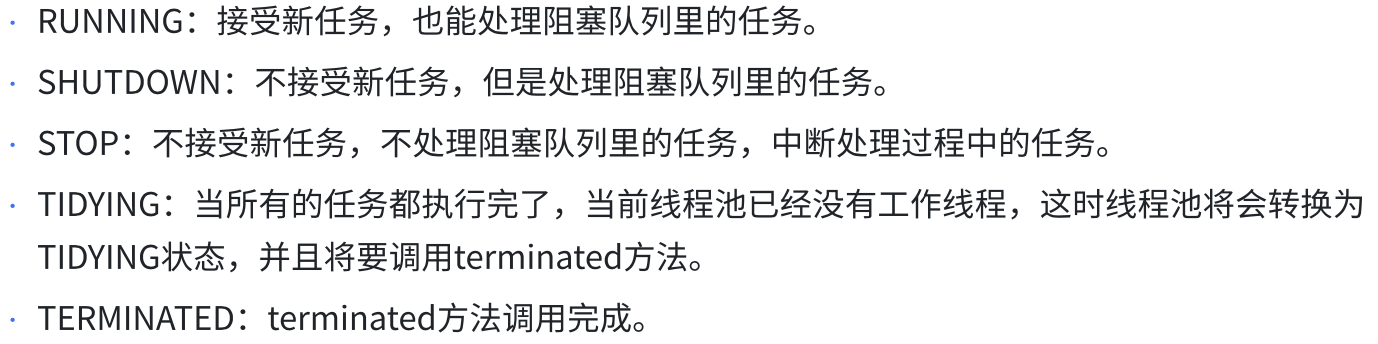 · RUNNING：接受新任务，也能处理阻塞队列里的任务。
· SHUTDOWN：不接受新任务，但是处理阻塞队列里的任务。
· STOP：不接受新任务，不处理阻塞队列里的任务，中断处理过程中的任务。
· TIDYING：当所有的任务都执行完了，当前线程池已经没有工作线程，这时线程池将会转换为
TIDYING状态，并且将要调用terminated方法。
· TERMINATED：terminated方法调用完成。